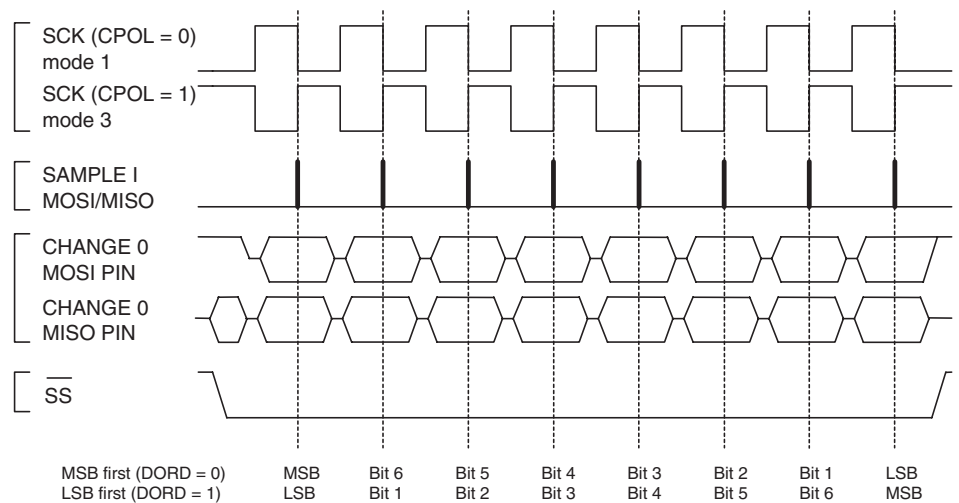 SCK (CPOL = 0)
mode 1
SCK (CPOL = 1)
mode 3
SAMPLE I
MOSI/MISO
CHANGE 0
MOSI PIN
CHANGE 0
MISO PIN
SS
MSB first (DORD = 0) MSB Bit 6 Bit 5 Bit 4 Bit 3 Bit 2 Bit 1 LSB
LSB first (DORD = 1) LSB Bit 1 Bit 2 Bit 3 Bit 4 Bit 5 Bit 6 MSB